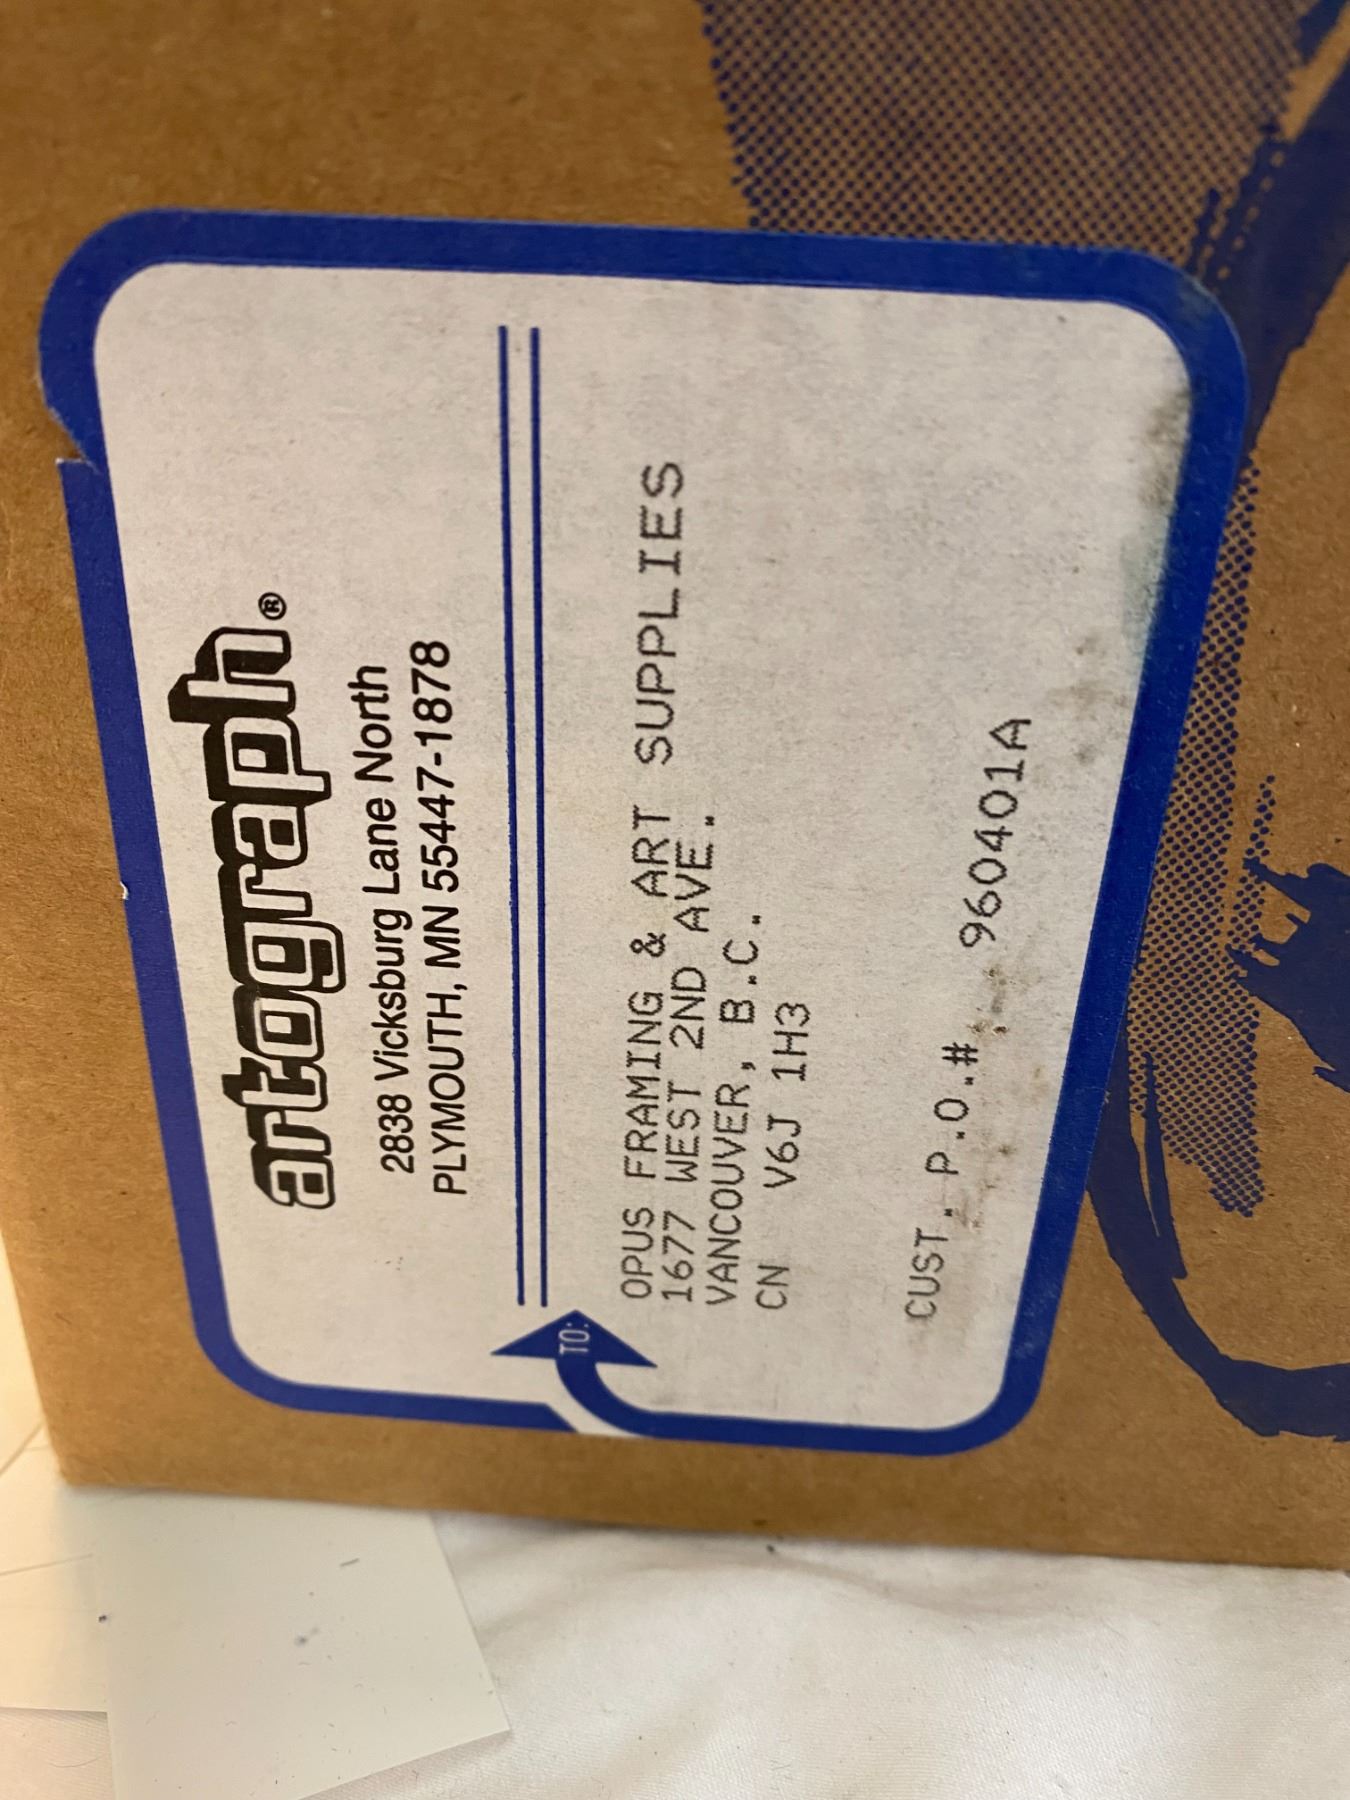 artograph®
2838 Vicksburg Lane North
PLYMOUTH, MN 55447-1878
TO:
OPUS FRAMING & ART SUPPLIES
1677 WEST 2ND AVE.
VANCOUVER, B.C.
CN V6J 1H3
CUST. P.O.# 960401A